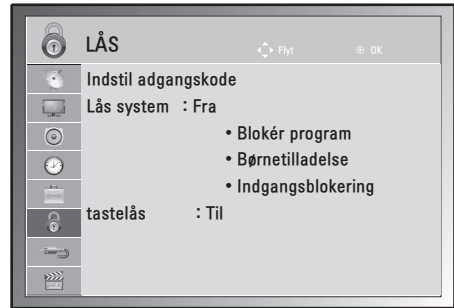 LÅS
Flyt
OK
Indstil adgangskode
Lås system : Fra
• Blokér program
• Børnetilladelse
• Indgangsblokering
tastelås : Til